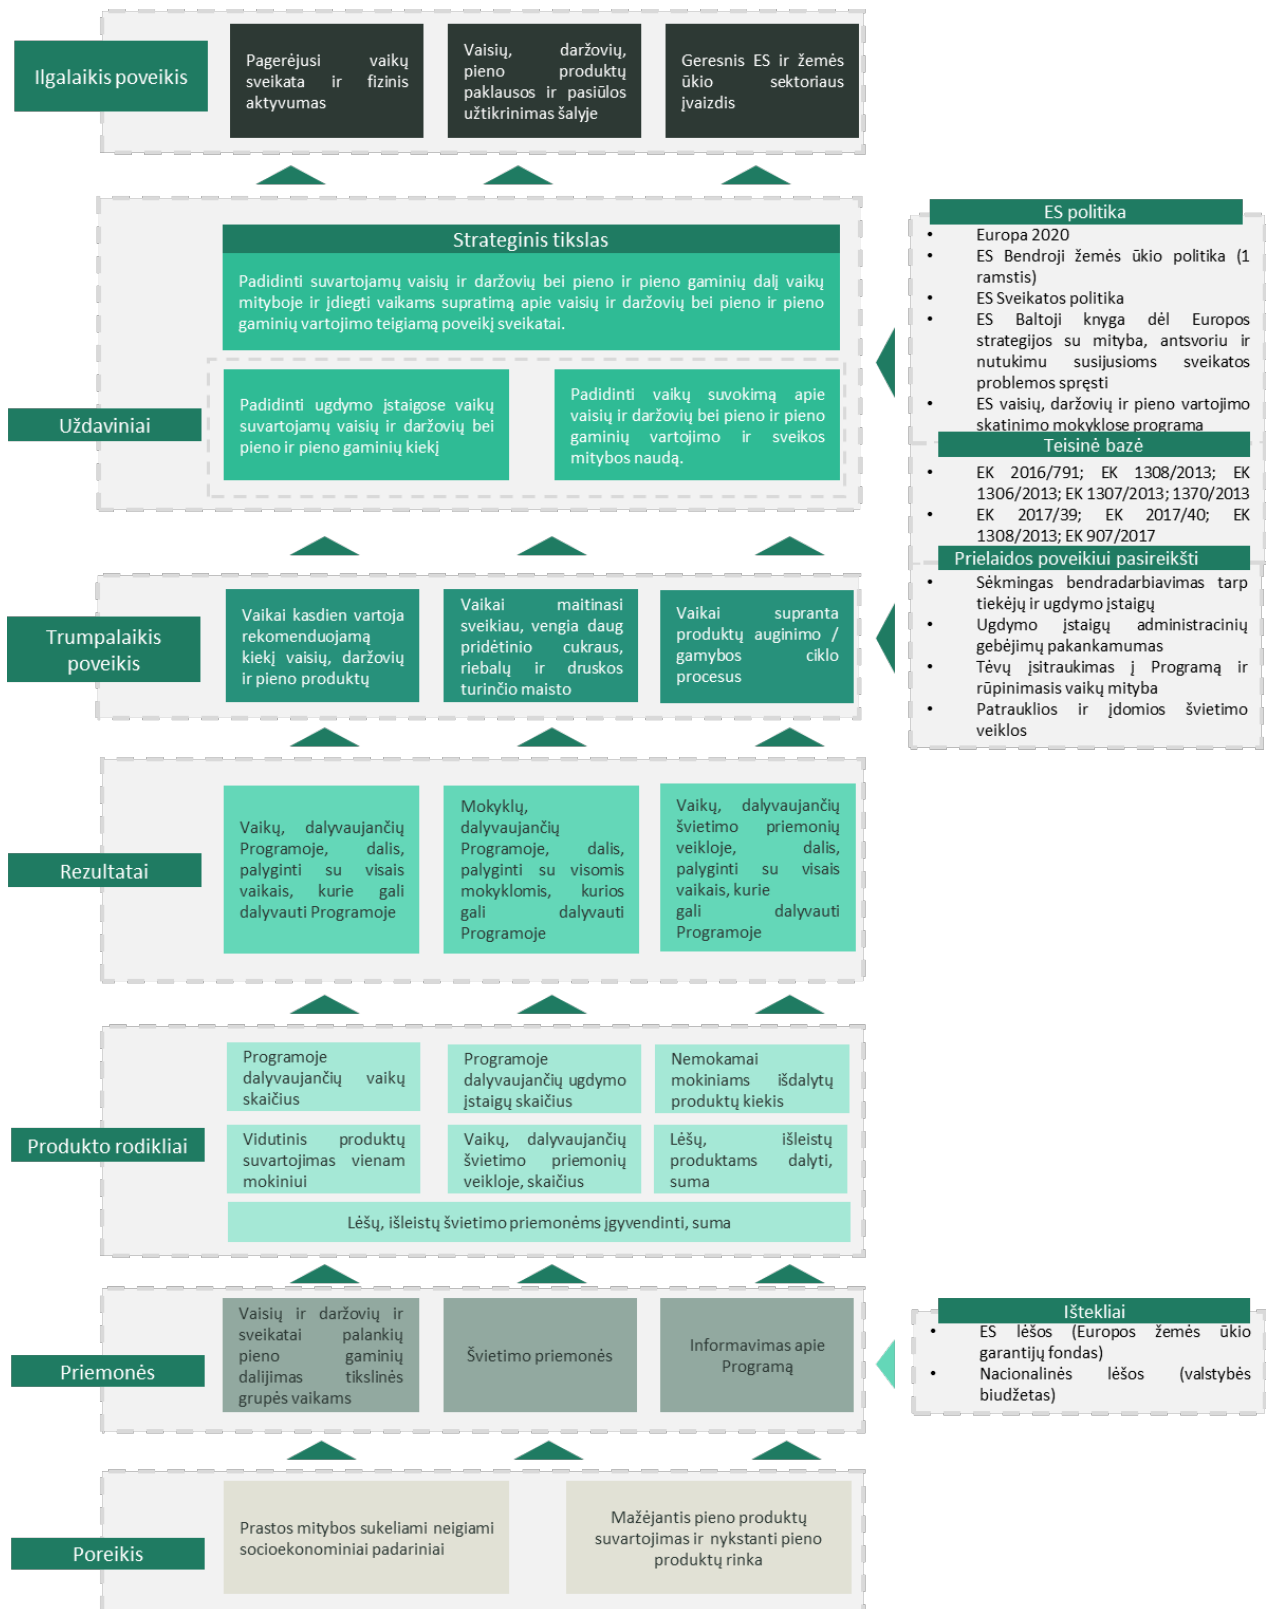 Ilgalaikis poveikis
Pagerėjusi vaikų
sveikata ir fizinis
aktyvumas
Vaisių, daržovių,
pieno produktų
paklausos ir pasiūlos
užtikrinimas šalyje
Geresnis ES ir žemės
ūkio sektoriaus
įvaizdis
Strateginis tikslas
Padidinti suvartojamų vaisių ir daržovių bei pieno ir pieno gaminių dalį vaikų
mityboje ir įdiegti vaikams supratimą apie vaisių ir daržovių bei pieno ir pieno
gaminių vartojimo teigiamą poveikį sveikatai.
Uždaviniai
Padidinti ugdymo įstaigose vaikų
suvartojamų vaisių ir daržovių bei
pieno ir pieno gaminių kiekį
Padidinti vaikų suvokimą apie
vaisių ir daržovių bei pieno ir pieno
gaminių vartojimo ir sveikos
mitybos naudą.
ES politika
• Europa 2020
• ES Bendroji žemės ūkio politika (1
ramstis)
• ES Sveikatos politika
• ES Baltoji knyga dėl Europos
strategijos su mityba, antsvoriu ir
nutukimu susijusioms sveikatos
problemos spręsti
• ES vaisių, daržovių ir pieno vartojimo
skatinimo mokyklose programa
Teisinė bazė
• EK 2016/791; EK 1308/2013; EK
1306/2013; EK 1307/2013; 1370/2013
• EK 2017/39; EK 2017/40; EK
1308/2013; EK 907/2017
Prielaidos poveikiui pasireikšti
• Sėkmingas bendradarbiavimas tarp
tiekėjų ir ugdymo įstaigų
• Ugdymo įstaigų administracinių
gebėjimų pakankamumas
• Tėvų įsitraukimas į Programą ir
rūpinimasis vaikų mityba
• Patrauklios ir įdomios švietimo
veiklos
Trumpalaikis
poveikis
Vaikai kasdien vartoja
rekomenduojamą
kiekį vaisių, daržovių
ir pieno produktų
Vaikai maitinasi
sveikiau, vengia daug
pridėtinio cukraus,
riebalų ir druskos
turinčio maisto
Vaikai supranta
produktų auginimo /
gamybos ciklo
procesus
Rezultatai
Vaikų, dalyvaujančių
Programoje, dalis,
palyginti su visais
vaikais, kurie gali
dalyvauti Programoje
Mokyklų,
dalyvaujančių
Programoje, dalis,
palyginti su visomis
mokyklomis, kurios
gali dalyvauti
Programoje
Vaikų, dalyvaujančių
švietimo priemonių
veikloje, dalis,
palyginti su visais
vaikais, kurie
gali dalyvauti
Programoje
Produkto rodikliai
Programoje
dalyvaujančių vaikų
skaičius
Programoje
dalyvaujančių ugdymo
įstaigų skaičius
Nemokamai
mokiniams išdalytų
produktų kiekis
Vidutinis produktų
suvartojimas vienam
mokiniui
Vaikų, dalyvaujančių
švietimo priemonių
veikloje, skaičius
Lėšų, išleistų
produktams dalyti,
suma
Lėšų, išleistų švietimo priemonėms įgyvendinti, suma
Priemonės
Vaisių ir daržovių ir
sveikatai palankių
pieno gaminių
dalijimas tikslinės
grupės vaikams
Švietimo priemonės
Informavimas apie
Programą
Ištekliai
• ES lėšos (Europos žemės ūkio
garantijų fondas)
• Nacionalinės lėšos (valstybės
biudžetas)
Poreikis
Prastos mitybos sukeliami neigiami
socioekonominiai padariniai
Mažėjantis pieno produktų
suvartojimas ir nykstanti pieno
produktų rinka